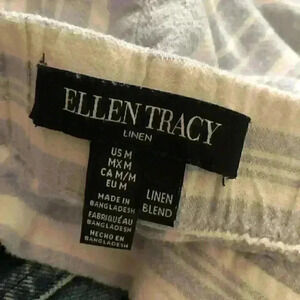 ELLEN TRACY
LINEN
US M
MX M
CA M/M
EU M
LINEN
BLEND
MADE IN
BANGLADESH
FABRIQUÉ AU
BANGLADESH
HECHO EN
BANGLADESH